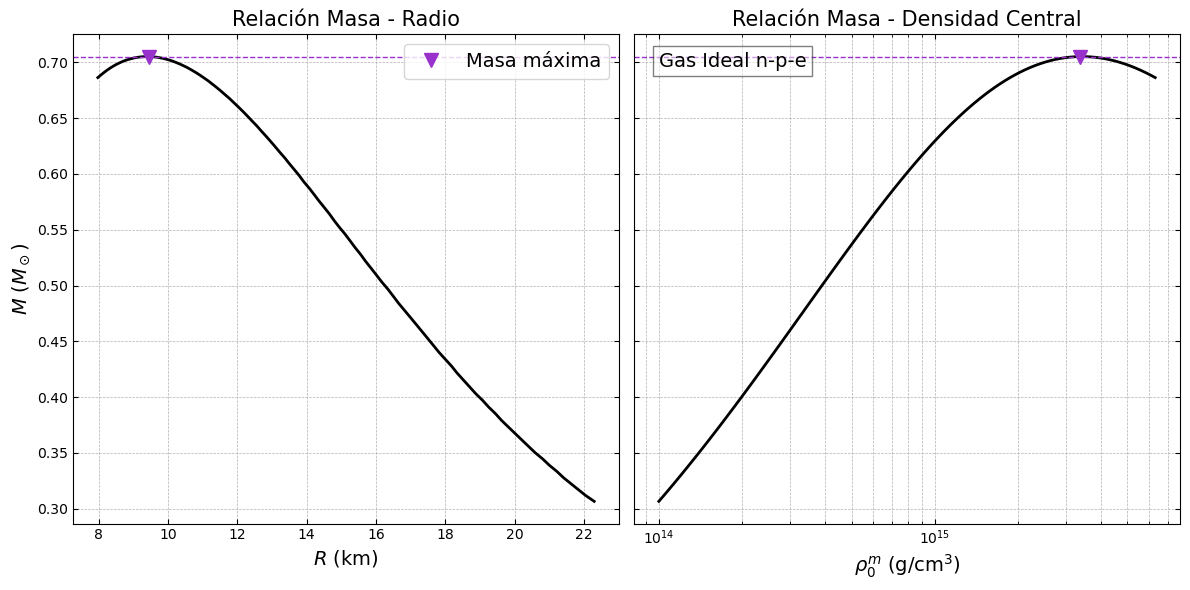 Relación Masa - Radio
Masa máxima
M (M⊙)
0.70
0.65
0.60
0.55
0.50
0.45
0.40
0.35
0.30
8 10 12 14 16 18 20 22
R (km)
Relación Masa - Densidad Central
Gas Ideal n-p-e
10¹⁴ 10¹⁵
ρ₀ᵐ (g/cm³)